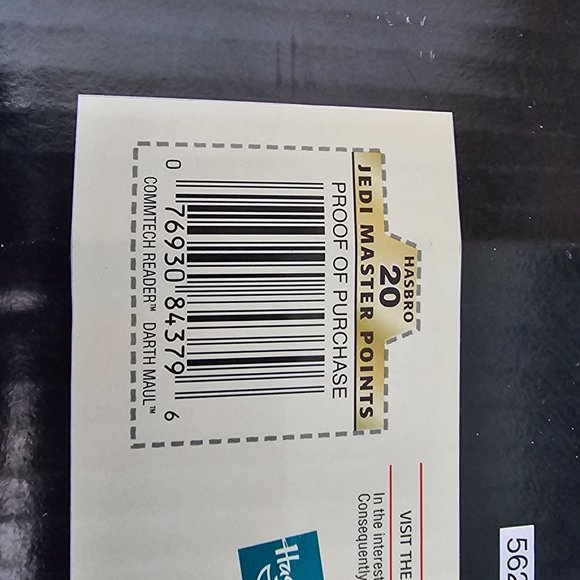 HASBRO
20
JEDI MASTER POINTS
PROOF OF PURCHASE
0 76930 84379 6
COMMTECH READER™ DARTH MAUL™
VISIT THE
In the interest
Consequently
Has
562